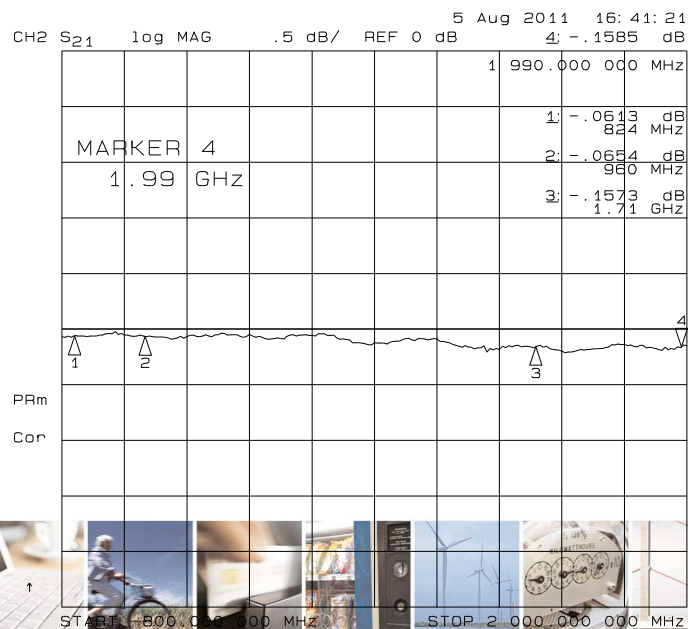 5 Aug 2011 16:41:21
CH2 S21 log MAG .5 dB/ REF 0 dB 4: -.1585 dB
1 990.000 000 MHz
1: -.0613 dB
824 MHz
MARKER 4
1.99 GHz
2: -.0654 dB
960 MHz
3: -.1573 dB
1.71 GHz
4
1
2
3
PRm
Cor
KILOWATTHOURS
↑
START 800.000 000 MHz STOP 2 000.000 000 MHz